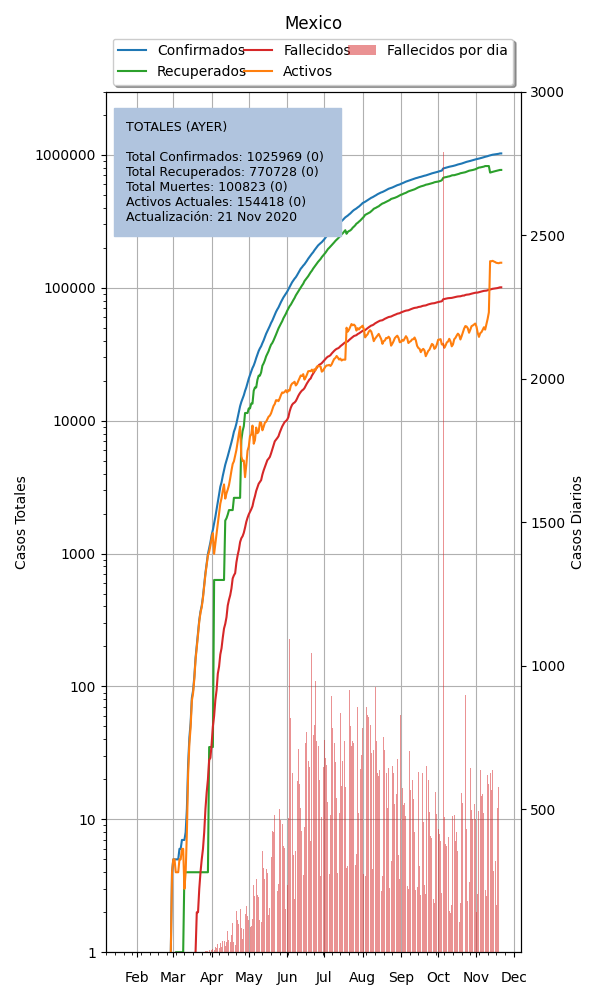 Mexico
Confirmados Fallecidos Fallecidos por dia
Recuperados Activos
TOTALES (AYER)
Total Confirmados: 1025969 (0)
Total Recuperados: 770728 (0)
Total Muertes: 100823 (0)
Activos Actuales: 154418 (0)
Actualización: 21 Nov 2020
Casos Totales
1000000
100000
10000
1000
100
10
1
3000
2500
2000
1500
1000
500
Casos Diarios
Feb Mar Apr May Jun Jul Aug Sep Oct Nov Dec